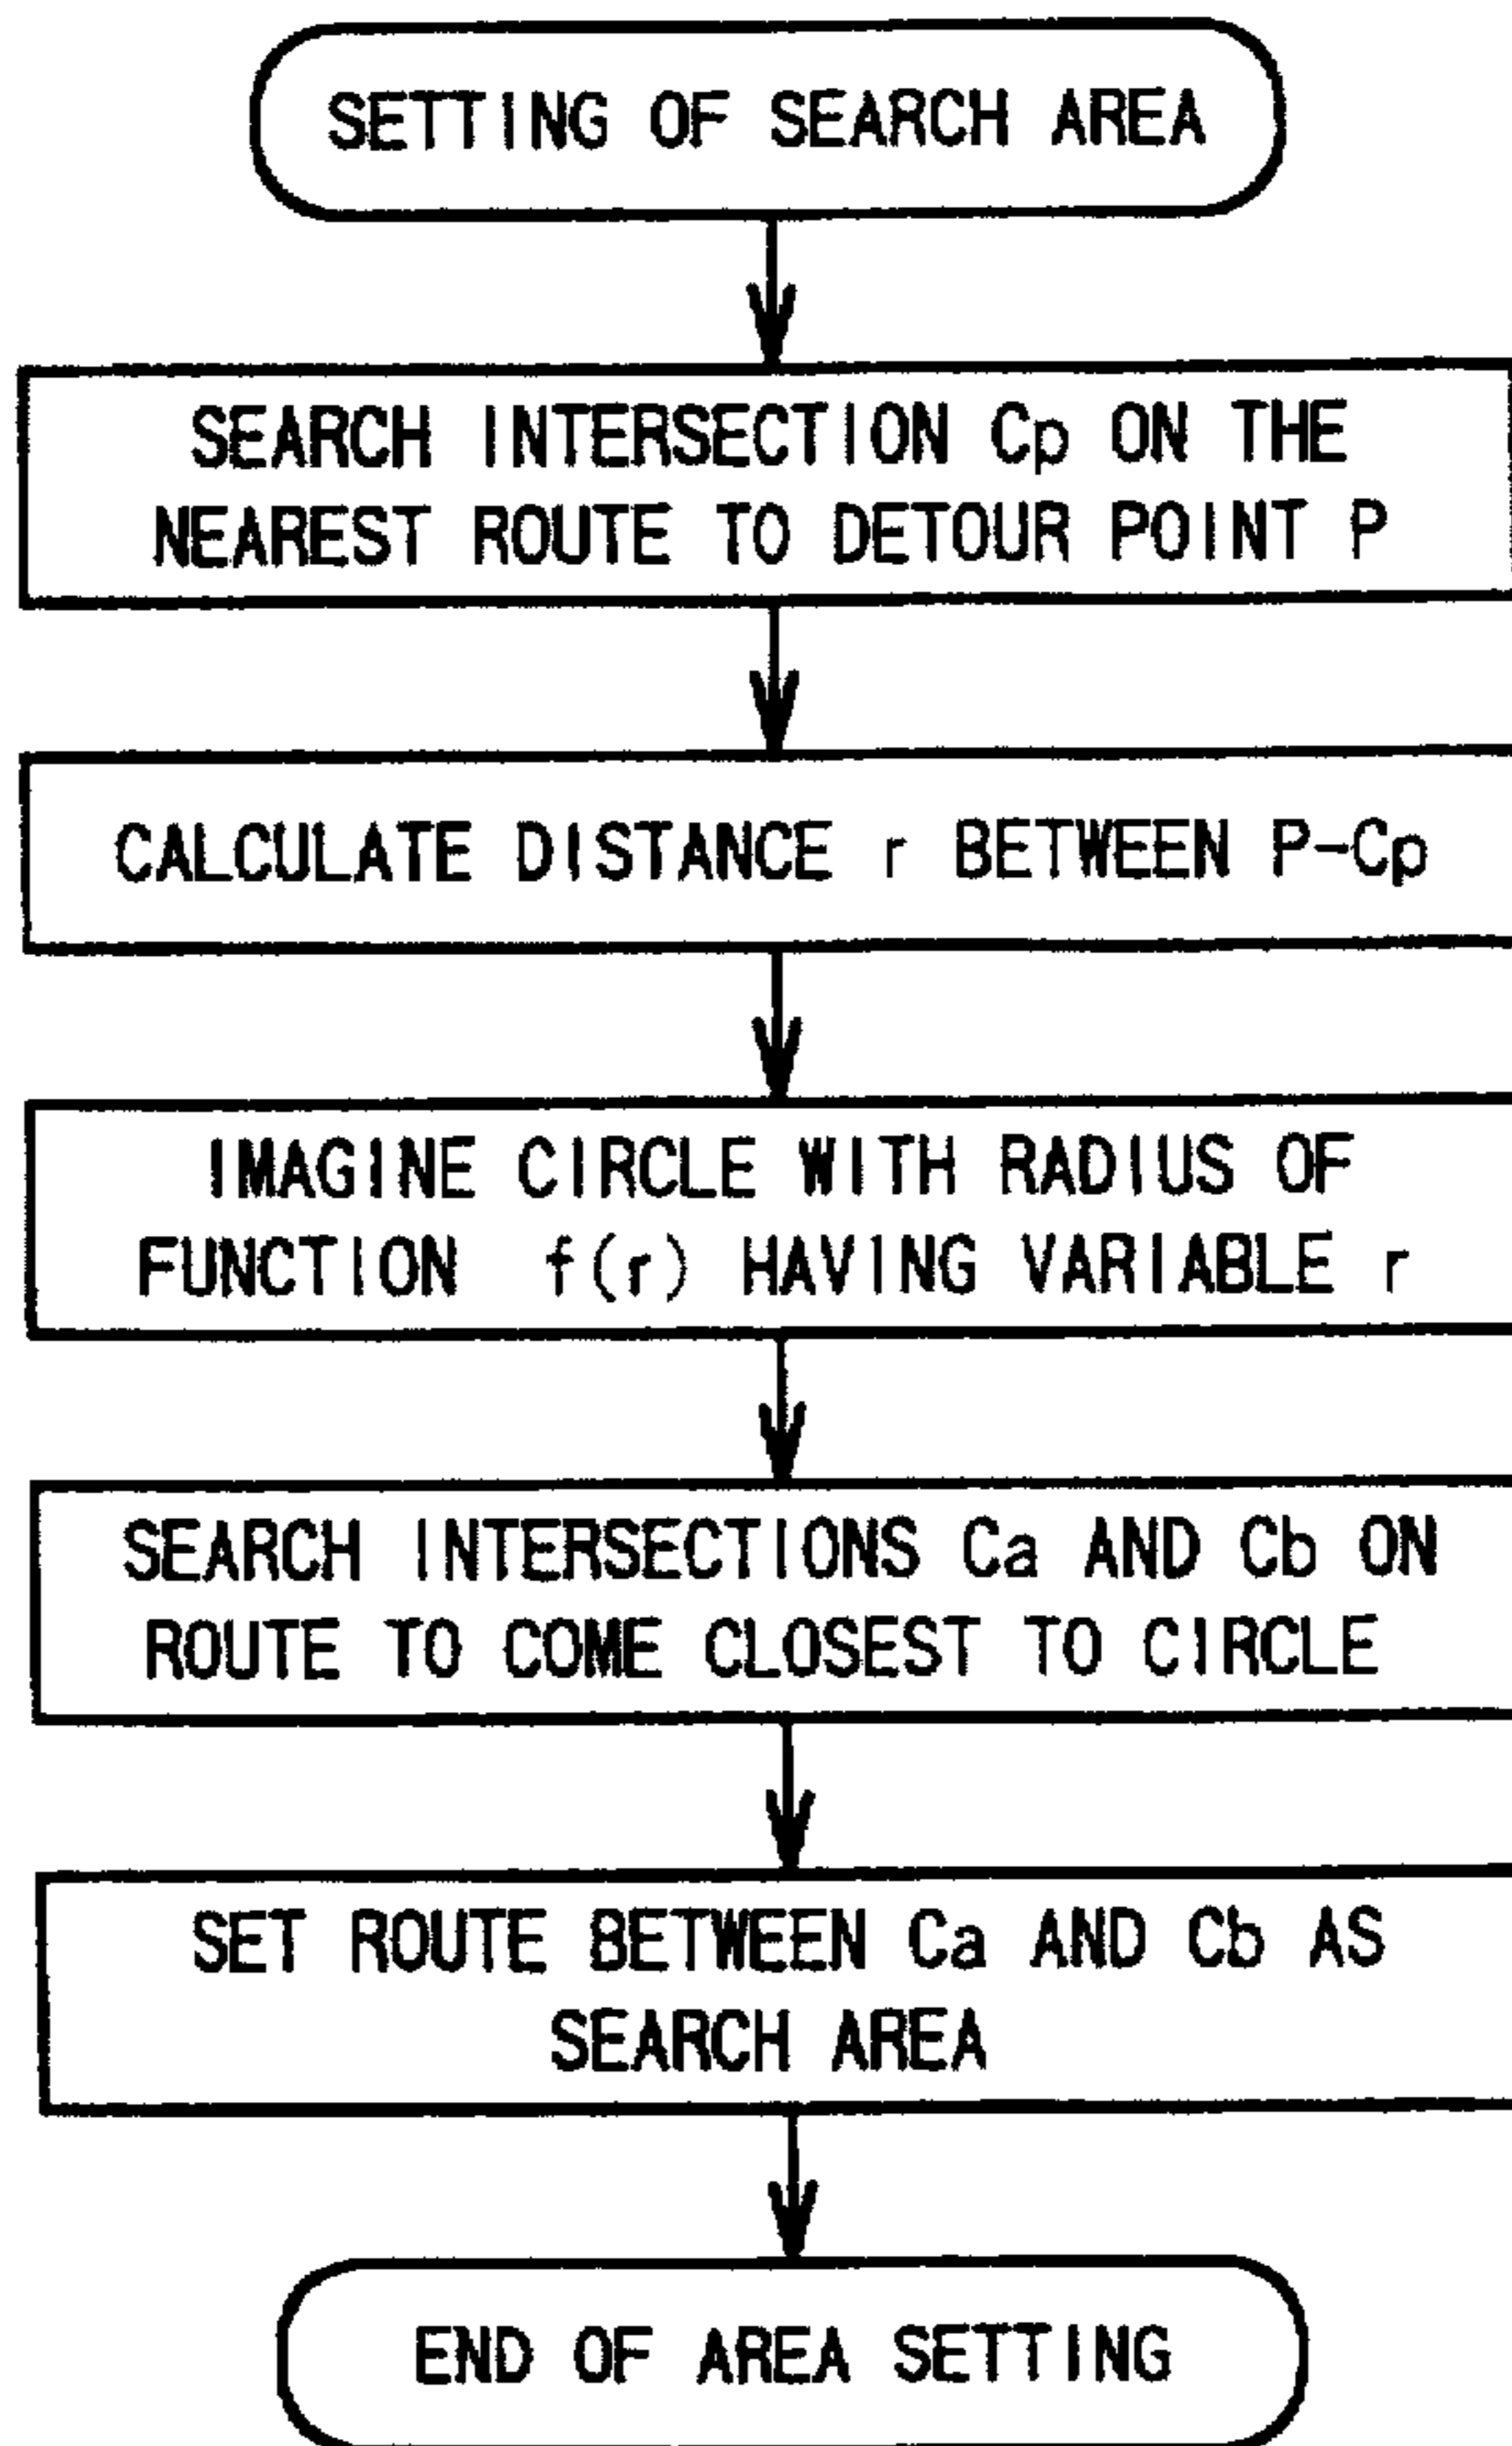 SETTING OF SEARCH AREA
SEARCH INTERSECTION Cp ON THE
NEAREST ROUTE TO DETOUR POINT P
CALCULATE DISTANCE r BETWEEN P-Cp
IMAGINE CIRCLE WITH RADIUS OF
FUNCTION f(r) HAVING VARIABLE r
SEARCH INTERSECTIONS Ca AND Cb ON
ROUTE TO COME CLOSEST TO CIRCLE
SET ROUTE BETWEEN Ca AND Cb AS
SEARCH AREA
END OF AREA SETTING